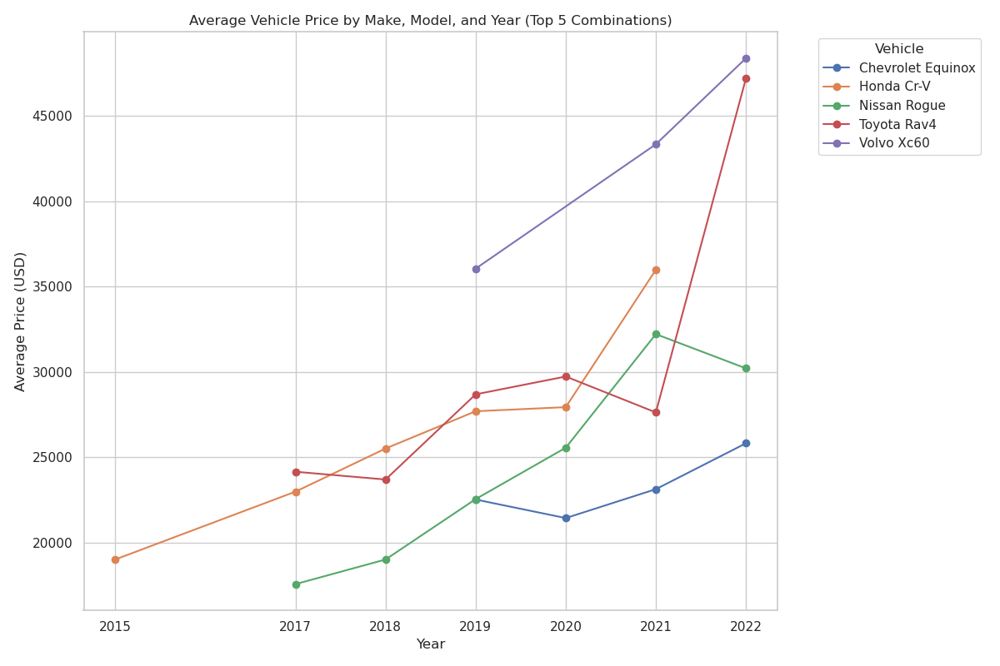 Average Vehicle Price by Make, Model, and Year (Top 5 Combinations)
Vehicle
Chevrolet Equinox
Honda Cr-V
Nissan Rogue
Toyota Rav4
Volvo Xc60
Average Price (USD)
45000
40000
35000
30000
25000
20000
2015
2017
2018
2019
2020
2021
2022
Year